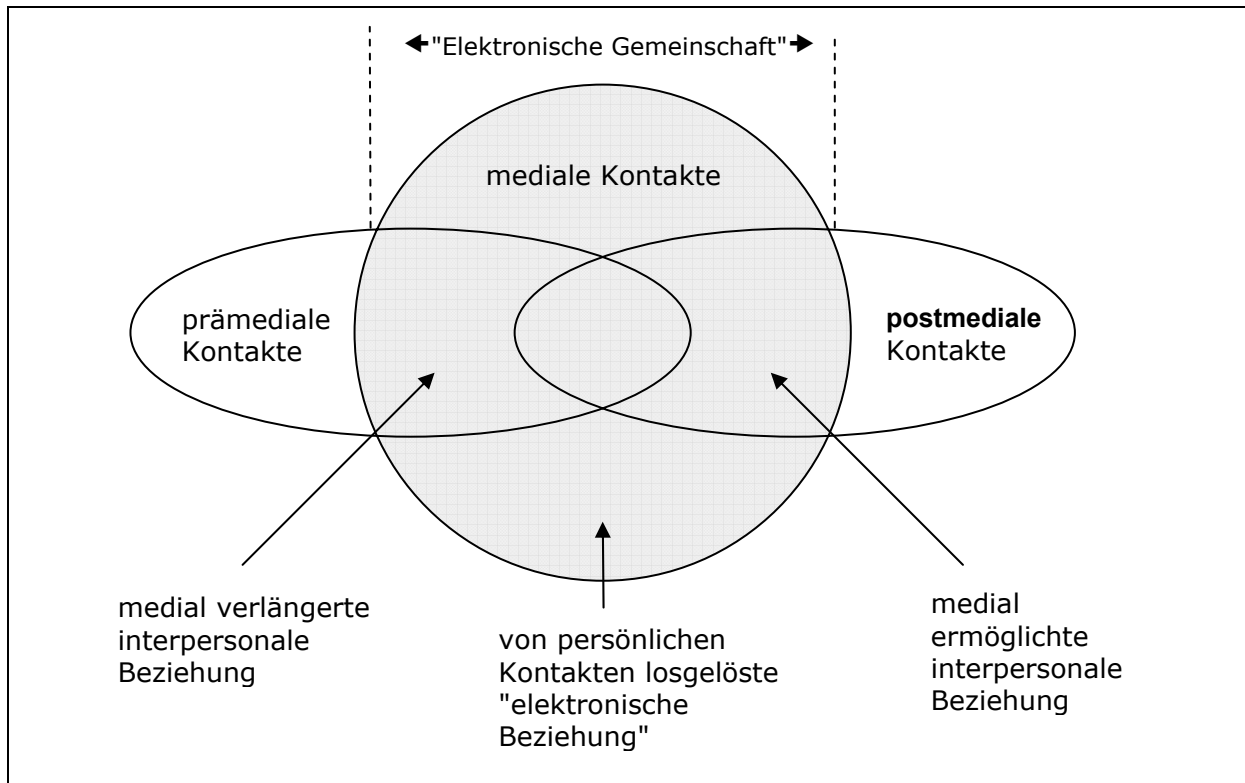 "Elektronische Gemeinschaft"
mediale Kontakte
prämediale
Kontakte
postmediale
Kontakte
medial verlängerte
interpersonale
Beziehung
von persönlichen
Kontakten losgelöste
"elektronische
Beziehung"
medial
ermöglichte
interpersonale
Beziehung